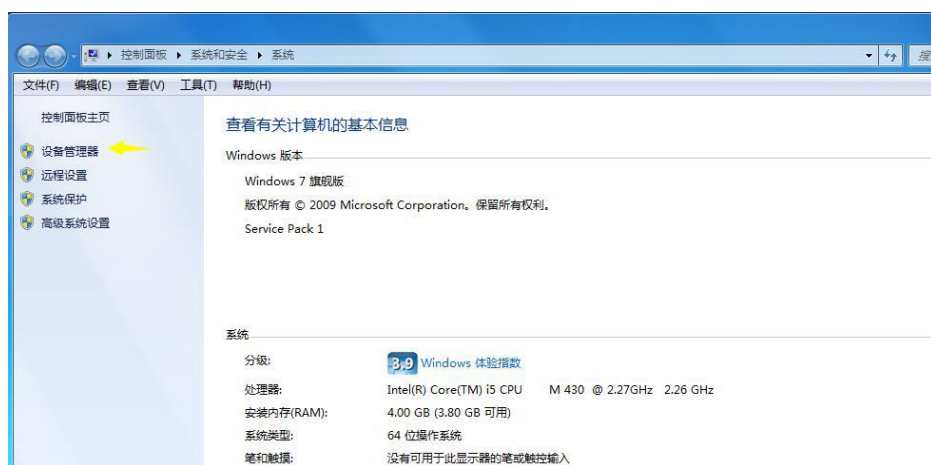 控制面板 系统和安全 系统
文件(F) 编辑(E) 查看(V) 工具(T) 帮助(H)
控制面板主页
设备管理器
远程设置
系统保护
高级系统设置
查看有关计算机的基本信息
Windows 版本
Windows 7 旗舰版
版权所有 © 2009 Microsoft Corporation。保留所有权利。
Service Pack 1
系统
分级:
3.9 Windows 体验指数
处理器:
Intel(R) Core(TM) i5 CPU M 430 @ 2.27GHz 2.26 GHz
安装内存(RAM):
4.00 GB (3.80 GB 可用)
系统类型:
64 位操作系统
笔和触摸:
没有可用于此显示器的笔或触控输入